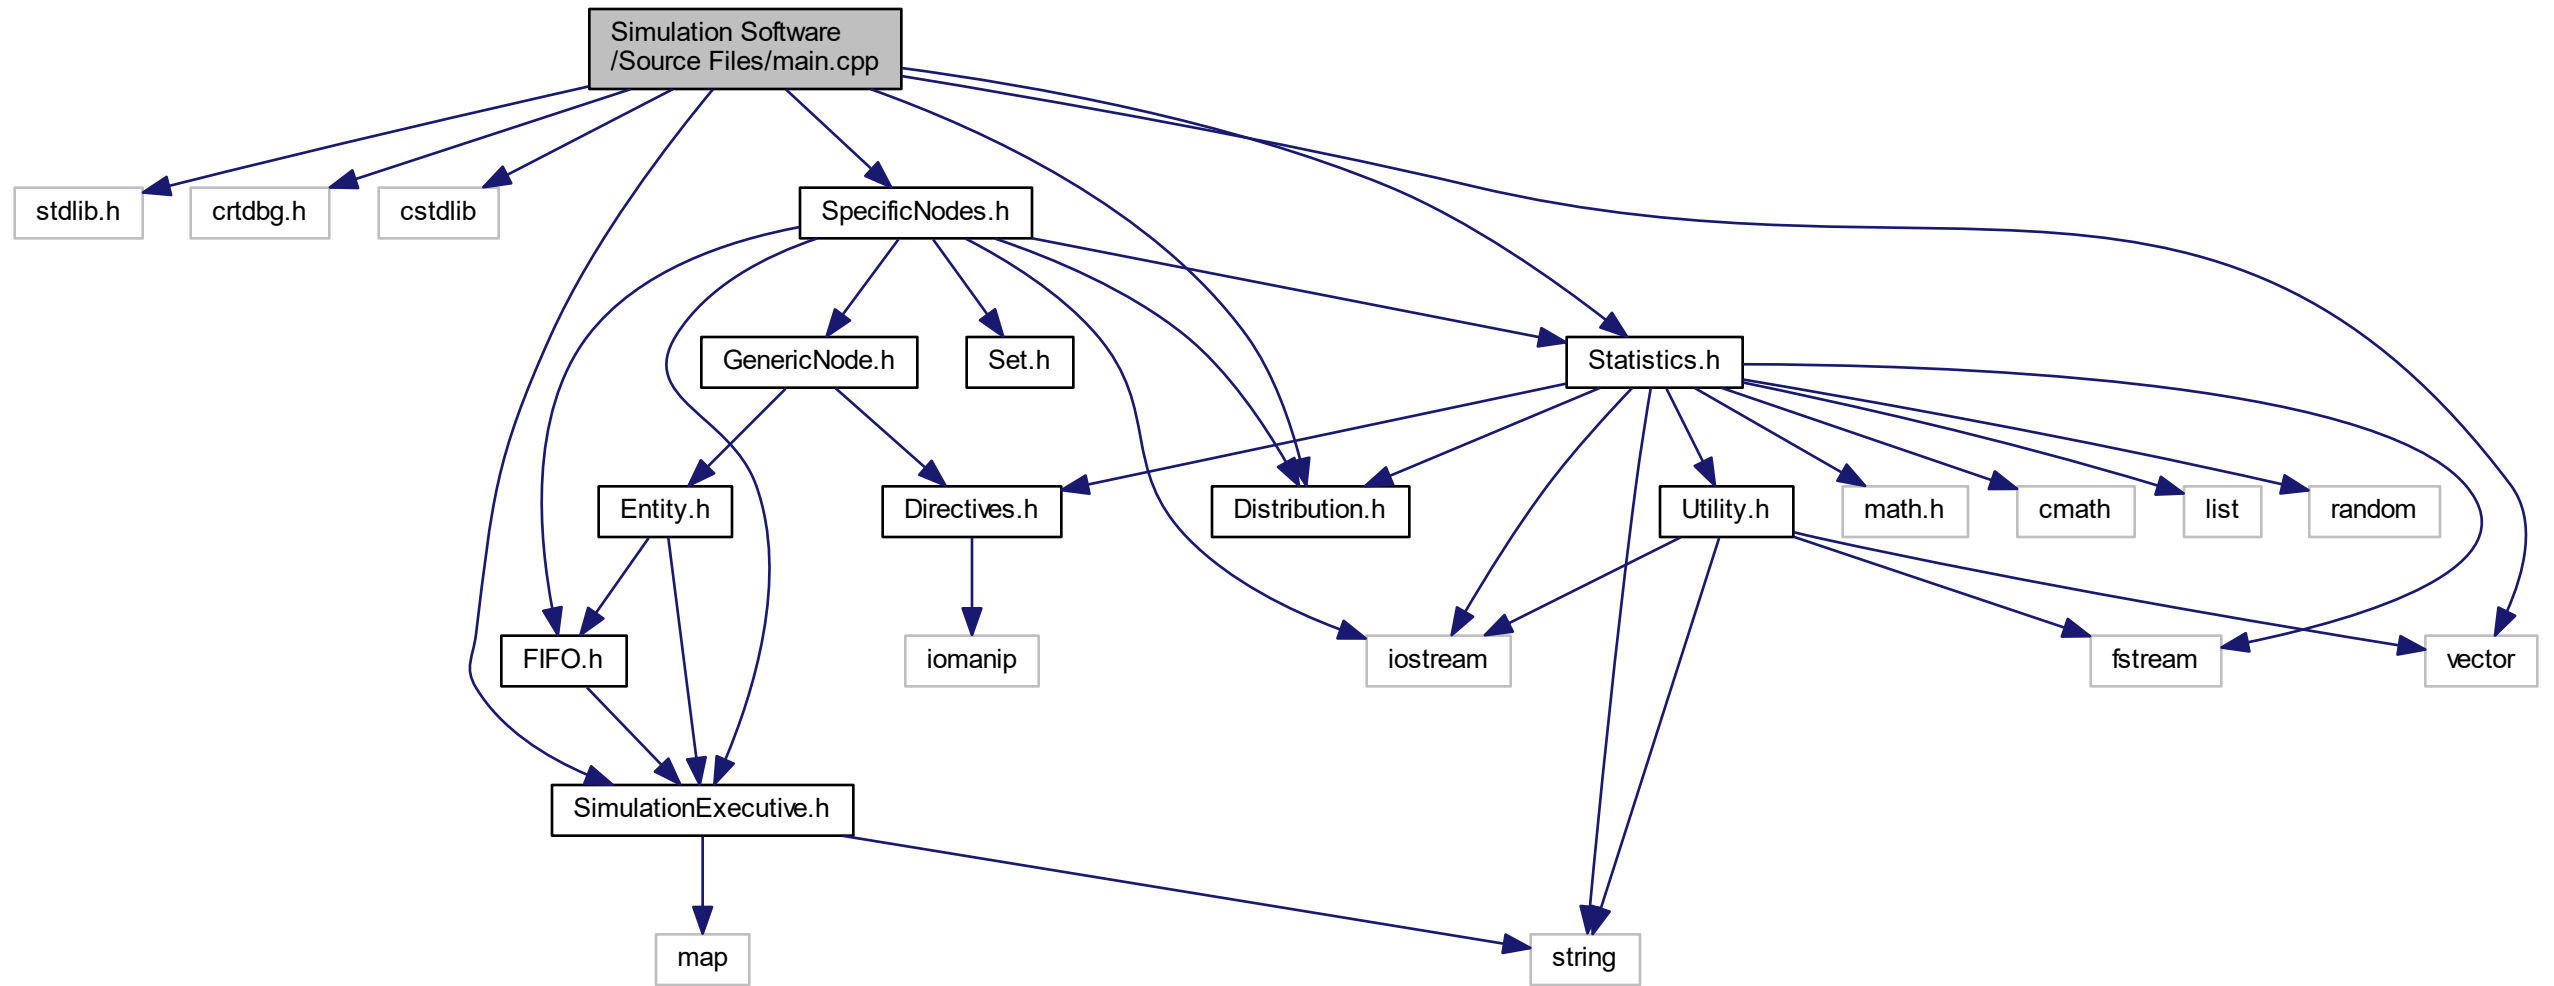 Simulation Software
/Source Files/main.cpp
stdlib.h
crtdbg.h
cstdlib
SpecificNodes.h
GenericNode.h
Set.h
Statistics.h
Entity.h
Directives.h
Distribution.h
Utility.h
math.h
cmath
list
random
FIFO.h
iomanip
iostream
fstream
vector
SimulationExecutive.h
map
string